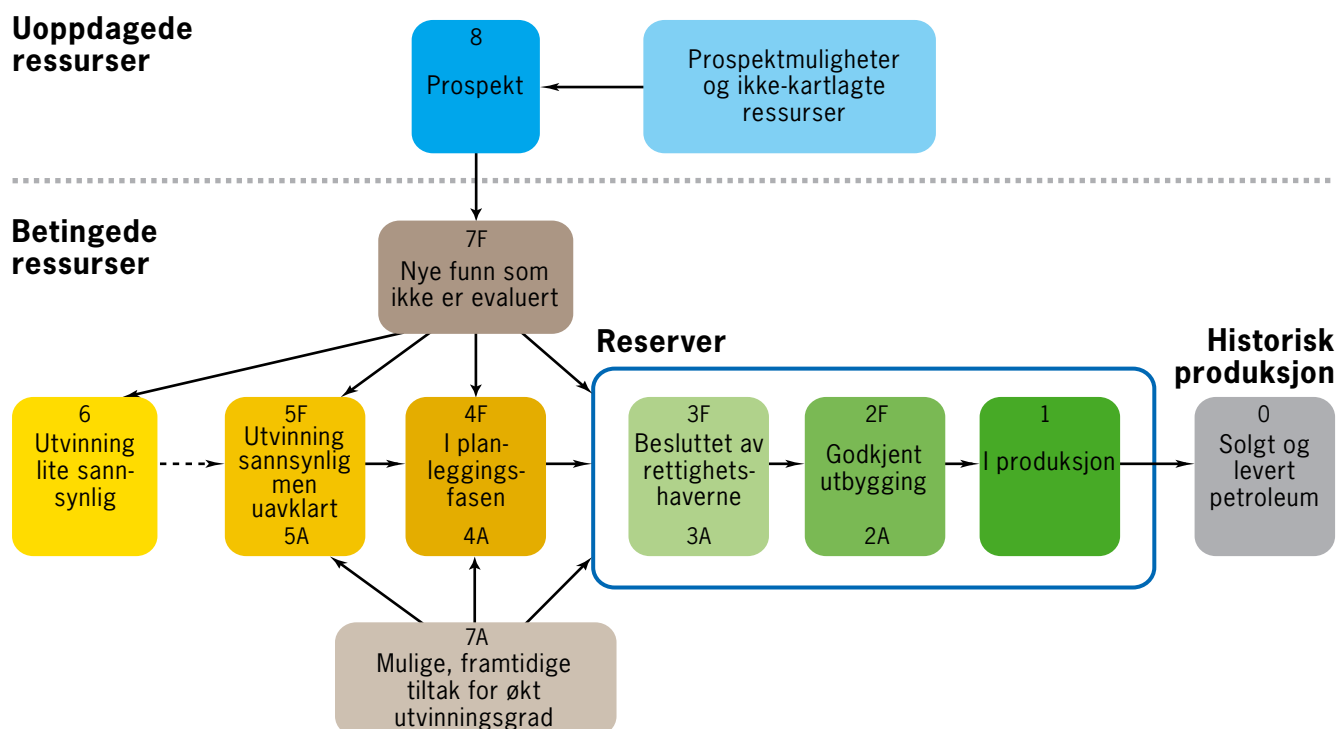 Uoppdagede
ressurser
8
Prospekt
Prospektmuligheter
og ikke-kartlagte
ressurser
Betingede
ressurser
7F
Nye funn som
ikke er evaluert
Reserver
Historisk
produksjon
6
Utvinning
lite sann-
synlig
5F
Utvinning
sannsynlig
men
uavklart
5A
4F
I plan-
leggings-
fasen
4A
3F
Besluttet av
rettighets-
haverne
3A
2F
Godkjent
utbygging
2A
1
I produksjon
0
Solgt og
levert
petroleum
7A
Mulige, framtidige
tiltak for økt
utvinningsgrad